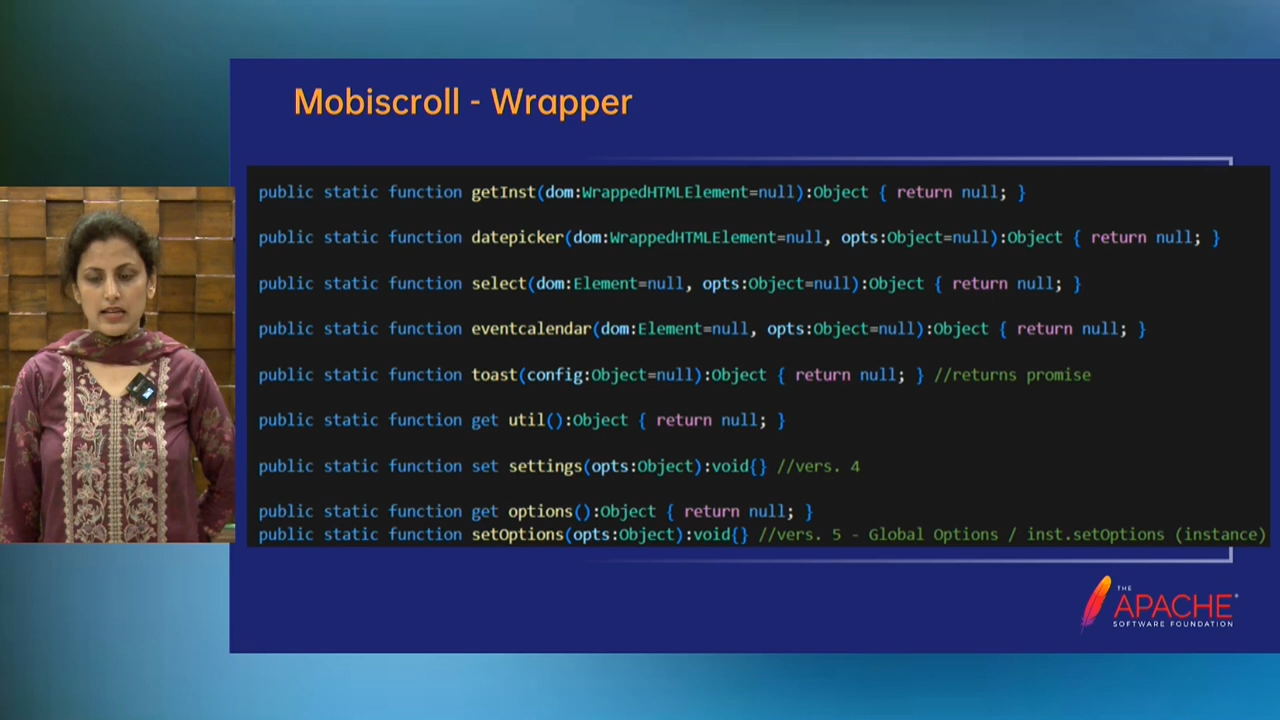 Mobiscroll - Wrapper
public static function getInst(dom:WrappedHTMLElement=null):Object { return null; }
public static function datepicker(dom:WrappedHTMLElement=null, opts:Object=null):Object { return null; }
public static function select(dom:Element=null, opts:Object=null):Object { return null; }
public static function eventcalendar(dom:Element=null, opts:Object=null):Object { return null; }
public static function toast(config:Object=null):Object { return null; } //returns promise
public static function get util():Object { return null; }
public static function set settings(opts:Object):void{} //vers. 4
public static function get options():Object { return null; }
public static function setOptions(opts:Object):void{} //vers. 5 - Global Options / inst.setOptions (instance)
THE
APACHE
SOFTWARE FOUNDATION